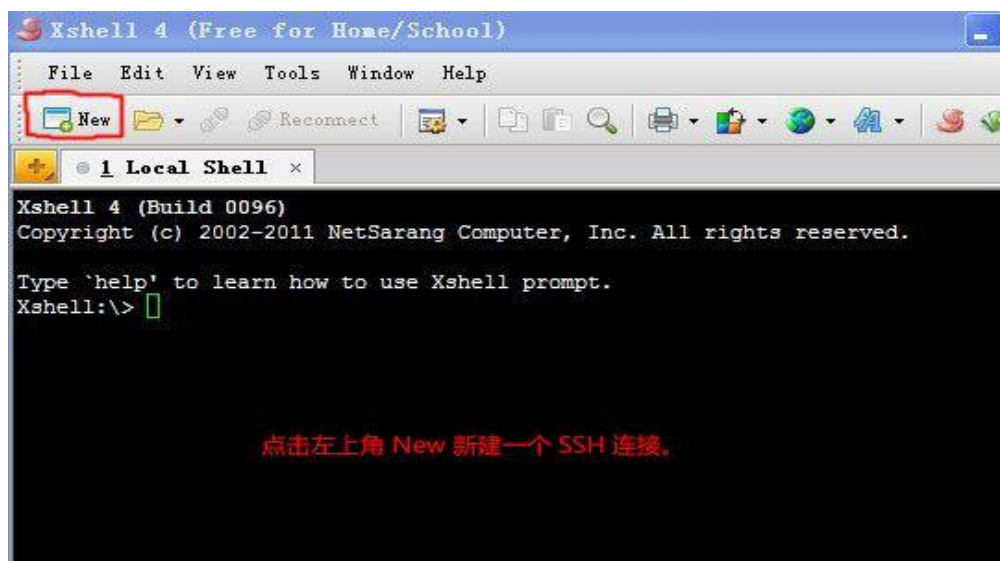 Xshell 4 (Free for Home/School)
File Edit View Tools Window Help
New Reconnect
1 Local Shell ×
Xshell 4 (Build 0096)
Copyright (c) 2002-2011 NetSarang Computer, Inc. All rights reserved.
Type `help' to learn how to use Xshell prompt.
Xshell:\>
点击左上角 New 新建一个 SSH 连接。